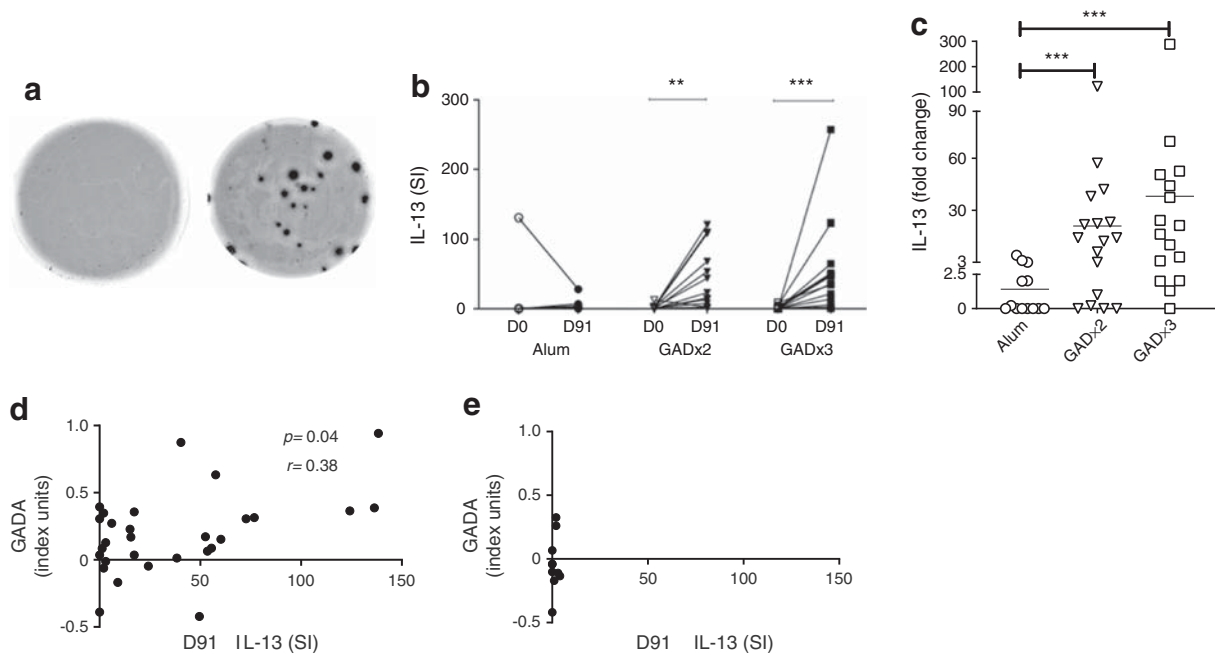 a
b
**
***
300
200
100
0
IL-13 (SI)
D0 D91 D0 D91 D0 D91
Alum GADx2 GADx3
c
***
***
300
200
100
90
60
30
3
2.5
0
IL-13 (fold change)
Alum GADx2 GADx3
d
1.0
0.5
0
-0.5
GADA
(index units)
p= 0.04
r= 0.38
50 100 150
D91 IL-13 (SI)
e
1.0
0.5
0
-0.5
GADA
(index units)
50 100 150
D91 IL-13 (SI)